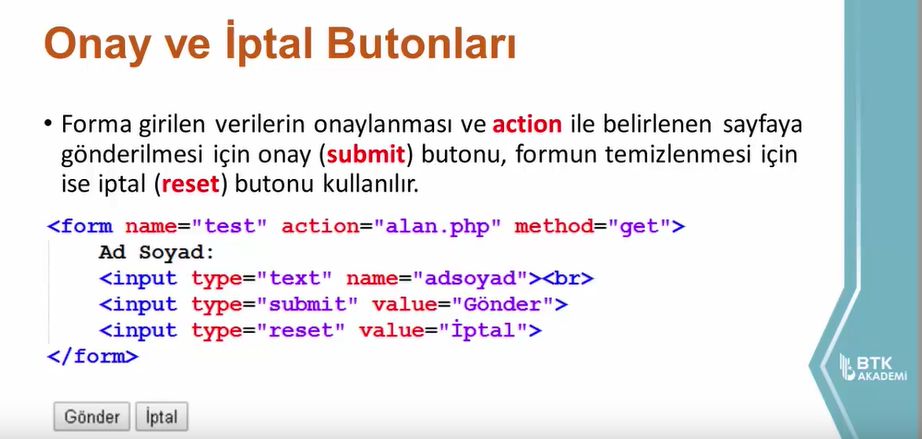 Onay ve İptal Butonları
• Forma girilen verilerin onaylanması ve action ile belirlenen sayfaya
gönderilmesi için onay (submit) butonu, formun temizlenmesi için
ise iptal (reset) butonu kullanılır.
<form name="test" action="alan.php" method="get">
Ad Soyad:
<input type="text" name="adsoyad"><br>
<input type="submit" value="Gönder">
<input type="reset" value="İptal">
</form>
Gönder İptal
BTK
AKADEMİ